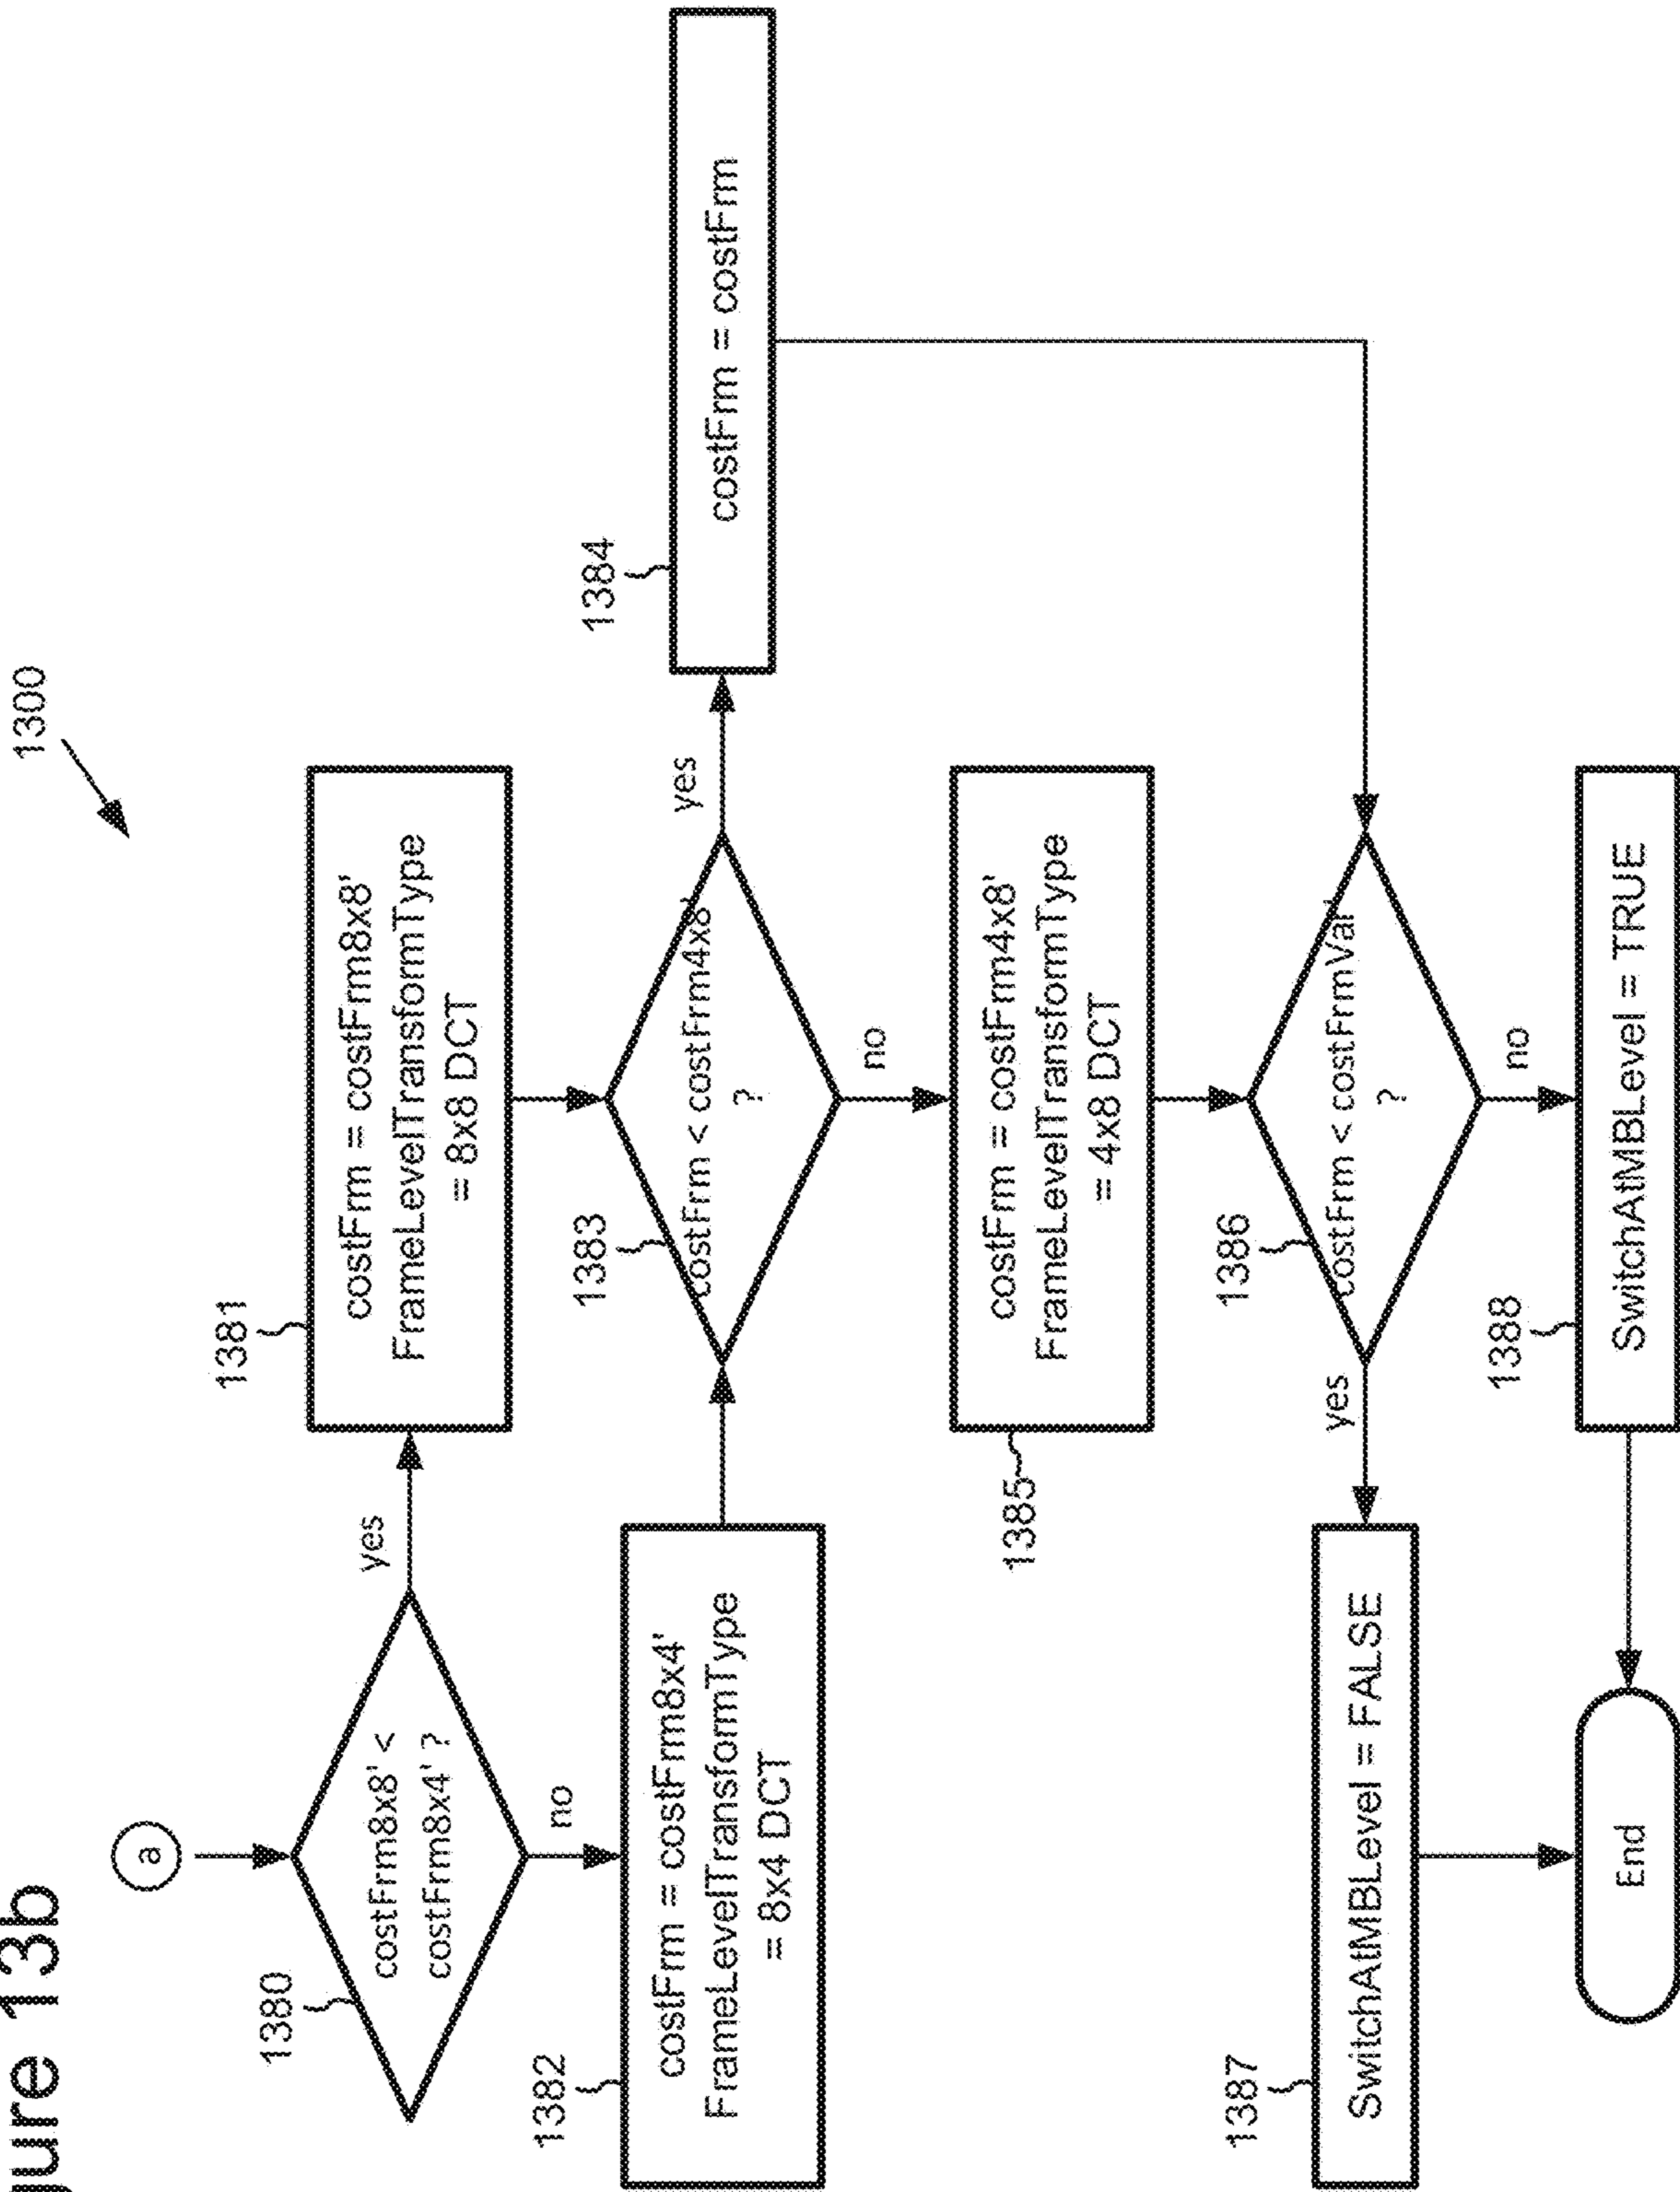 gure 13b
1300
a
1380
costFrm8x8' <
costFrm8x4' ?
yes
no
1381
costFrm = costFrm8x8'
FrameLevelTransformType
= 8x8 DCT
1382
costFrm = costFrm8x4'
FrameLevelTransformType
= 8x4 DCT
1383
costFrm < costFrm4x8'
?
yes
no
1384
costFrm = costFrm
1385
costFrm = costFrm4x8'
FrameLevelTransformType
= 4x8 DCT
1386
costFrm < costFrmVar'
?
yes
no
1387
SwitchAtMBLevel = FALSE
1388
SwitchAtMBLevel = TRUE
End